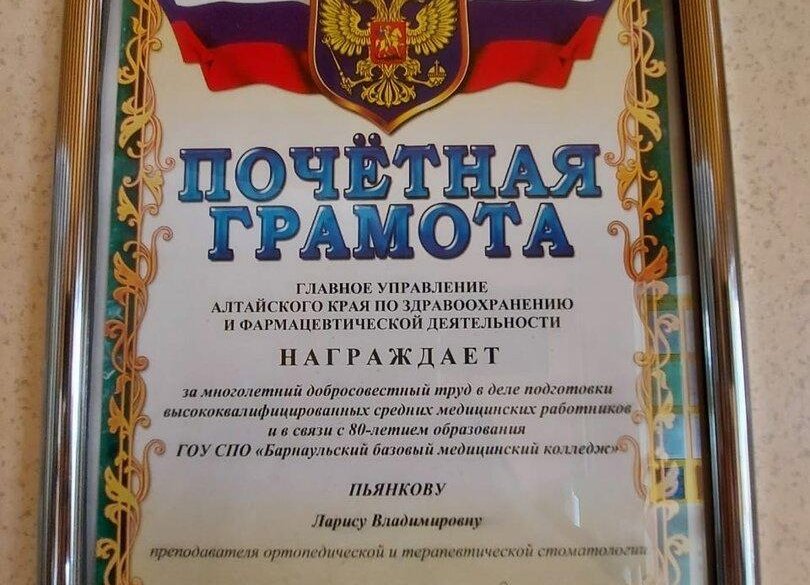 ПОЧЁТНАЯ
ГРАМОТА
ГЛАВНОЕ УПРАВЛЕНИЕ
АЛТАЙСКОГО КРАЯ ПО ЗДРАВООХРАНЕНИЮ
И ФАРМАЦЕВТИЧЕСКОЙ ДЕЯТЕЛЬНОСТИ
НАГРАЖДАЕТ
за многолетний добросовестный труд в деле подготовки
высококвалифицированных средних медицинских работников
и в связи с 80-летием образования
ГОУ СПО «Барнаульский базовый медицинский колледж»
ПЬЯНКОВУ
Ларису Владимировну
преподавателя ортопедической и терапевтической стоматологии